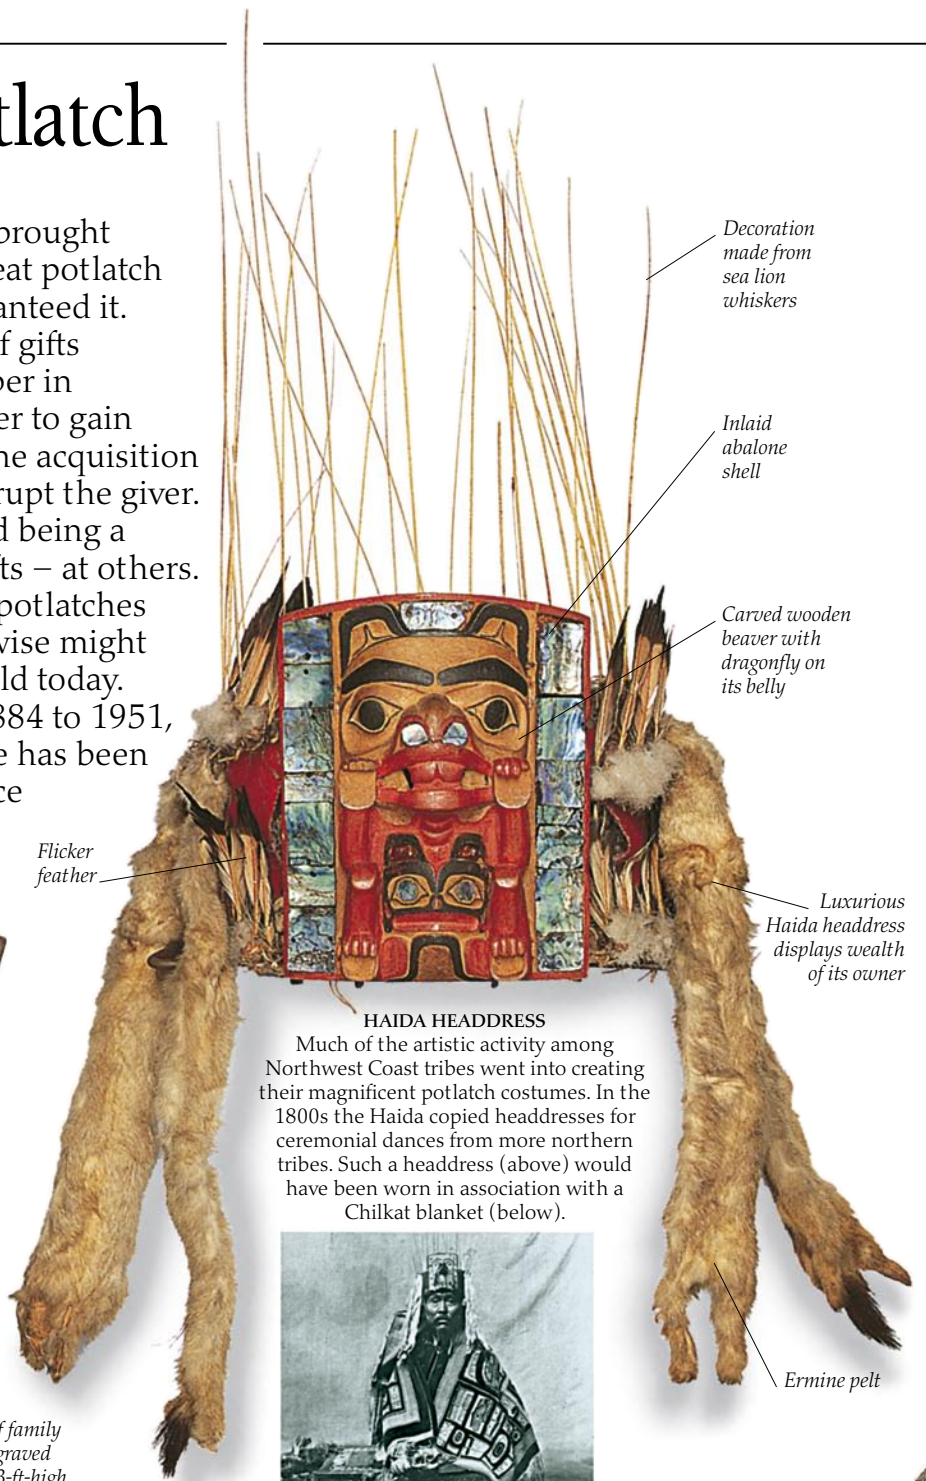 tlatch
brought
eat potlatch
anteed it.
f gifts
ber in
er to gain
he acquisition
rupt the giver.
d being a
fts – at others.
potlatches
wise might
ld today.
884 to 1951,
e has been
ce
Decoration
made from
sea lion
whiskers
Inlaid
abalone
shell
Carved wooden
beaver with
dragonfly on
its belly
Flicker
feather
Luxurious
Haida headdress
displays wealth
of its owner
HAIDA HEADDRESS
Much of the artistic activity among
Northwest Coast tribes went into creating
their magnificent potlatch costumes. In the
1800s the Haida copied headdresses for
ceremonial dances from more northern
tribes. Such a headdress (above) would
have been worn in association with a
Chilkat blanket (below).
Ermine pelt
f family
graved
3-ft-high